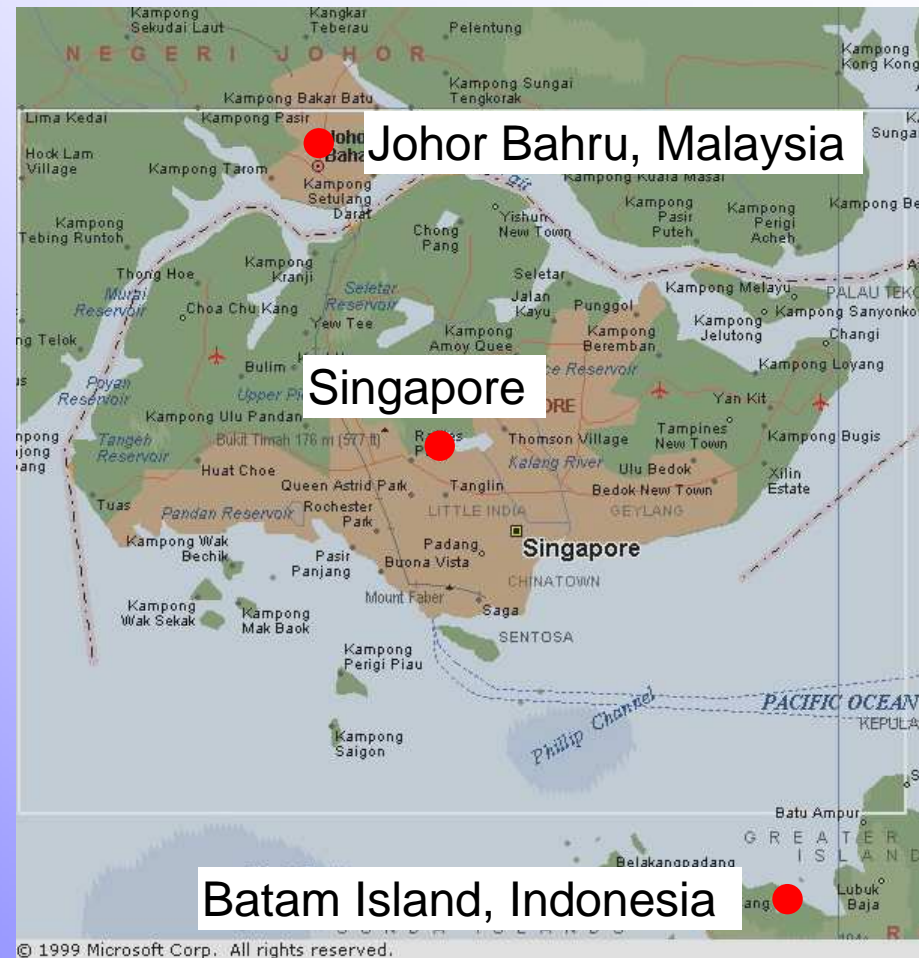 Kampong
Sekudai Laut
Kangkar
Teberau
Pelentung
NEGERI JOHOR
Kampong
Kong Kong
Kampong Sungai
Tengkorak
Kampong Bakar Batu
Lima Kedai
Kampong Pasir
Johor Bahru, Malaysia
Hock Lam
Village
Kampong Tarom
Kampong
Setulang
Darat
Kampong Kuala Masai
Kampong
Tebing Runtoh
Chong
Pang
Yishun
New Town
Kampong
Pasir
Puteh
Kampong
Perigi
Acheh
Kampong
Kranji
Thong Hoe
Murai
Reservoir
Seletar
Reservoir
Seletar
Kampong Melayu
PALAU
Choa Chu Kang
Yew Tee
Jalan
Kayu
Punggol
Kampong Sanyonko
Kampong
Jelutong
Changi
Kampong
Amoy Quee
Kampong
Beremban
Telok
Bulim
Reservoir
Kampong Loyang
Singapore
Poyan
Reservoir
Upper
Yan Kit
Kampong Ulu Pandan
Tangeh
Reservoir
Bukit Timah 176 m (577 ft)
Thomson Village
Tampines
New Town
Kampong Bugis
Huat Choe
Kalang River
Ulu Bedok
Xilin
Estate
Queen Astrid Park
Tanglin
Bedok New Town
Tuas
Pandan Reservoir
Rochester
Park
LITTLE INDIA
GEYLANG
Kampong Wak
Bechik
Pasir
Panjang
Padang
Buona Vista
Singapore
CHINATOWN
Mount Faber
Kampong
Wak Sekak
Kampong
Mak Baok
Saga
SENTOSA
Kampong
Perigi Piau
PACIFIC OCEAN
Phillip Channel
Kampong
Saigon
Batu Ampur
GREATER
ISLAND
Belakangpadang
Batam Island, Indonesia
Lubuk
Baja
© 1999 Microsoft Corp. All rights reserved.